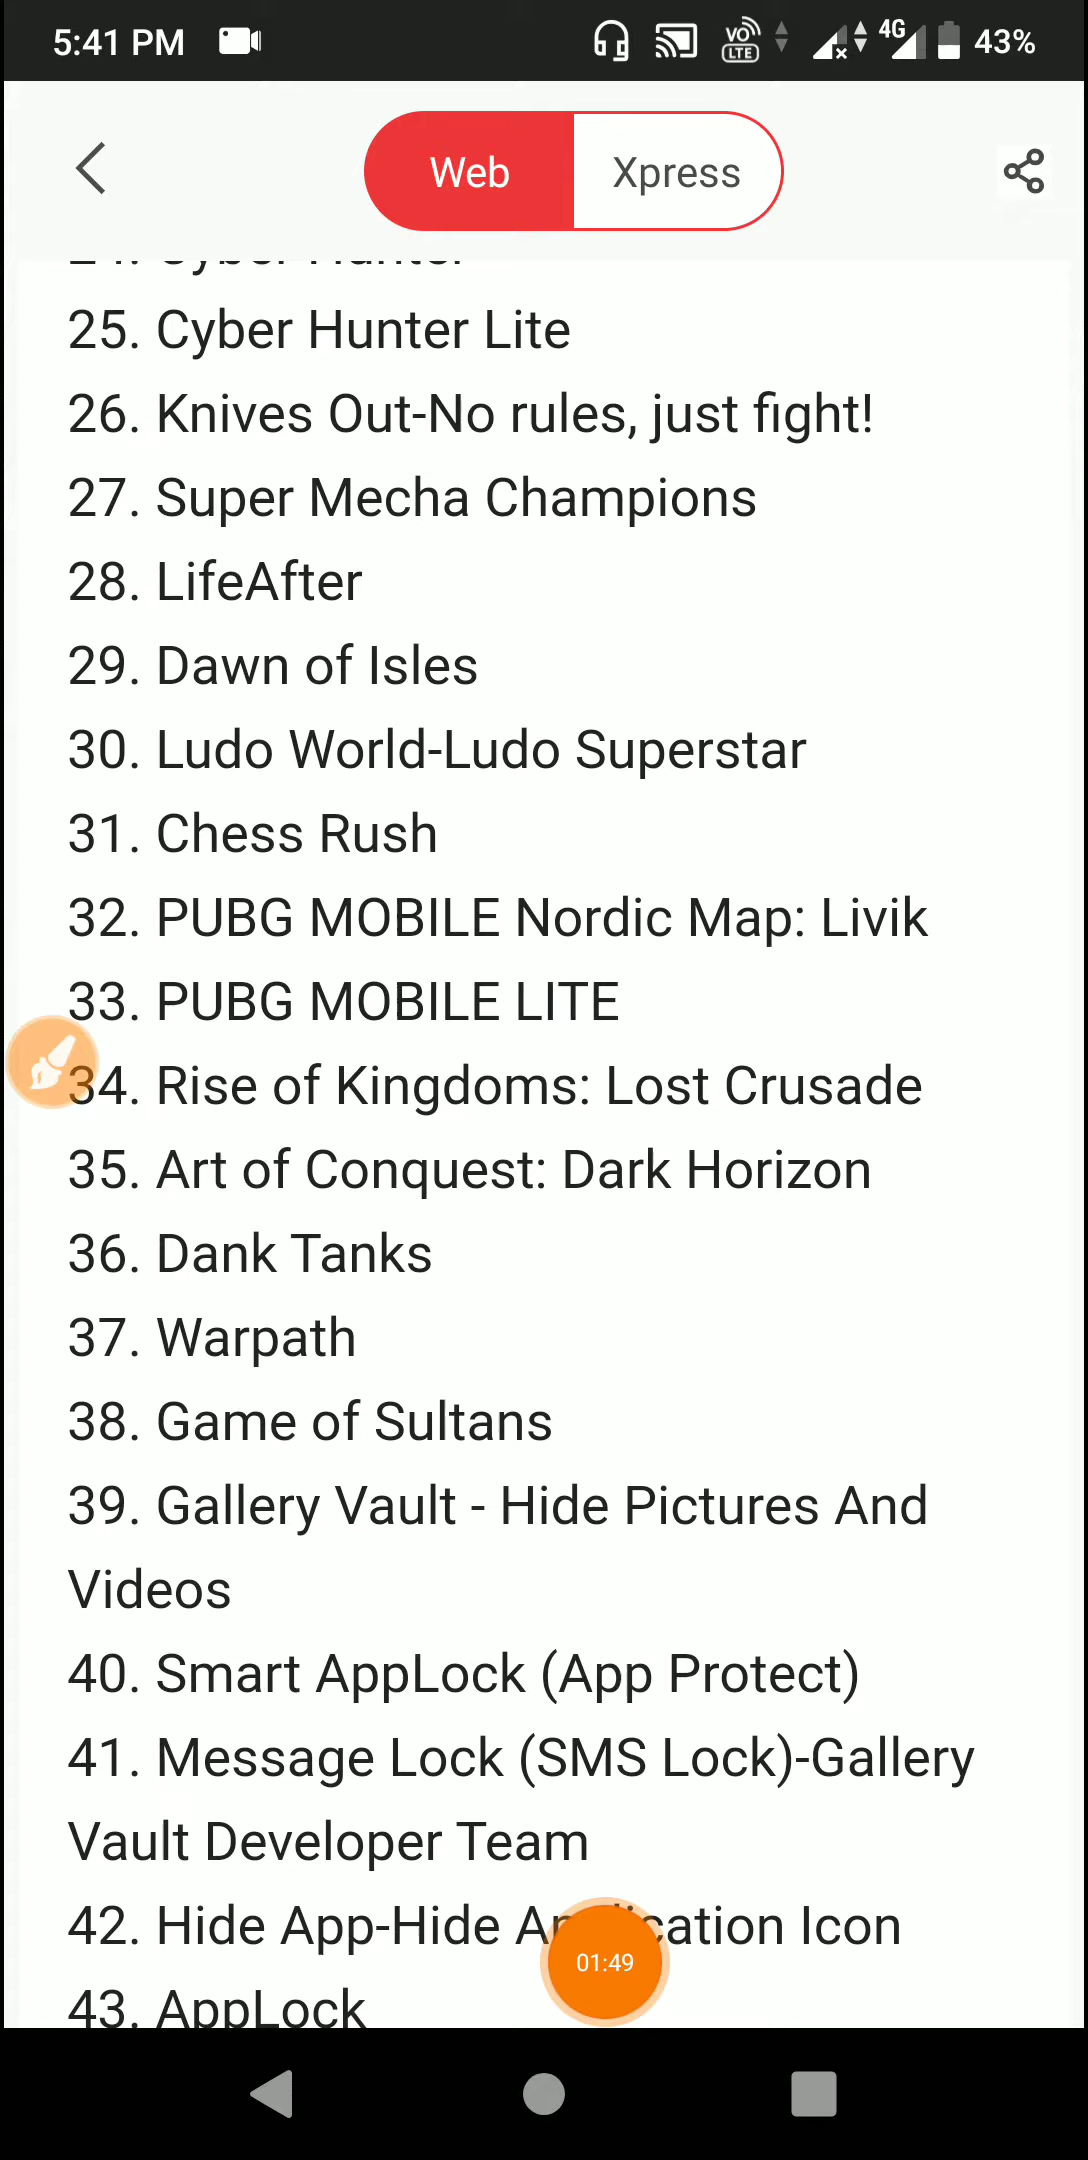 5:41 PM VO LTE 4G 43%
Web Xpress
25. Cyber Hunter Lite
26. Knives Out-No rules, just fight!
27. Super Mecha Champions
28. LifeAfter
29. Dawn of Isles
30. Ludo World-Ludo Superstar
31. Chess Rush
32. PUBG MOBILE Nordic Map: Livik
33. PUBG MOBILE LITE
34. Rise of Kingdoms: Lost Crusade
35. Art of Conquest: Dark Horizon
36. Dank Tanks
37. Warpath
38. Game of Sultans
39. Gallery Vault - Hide Pictures And
Videos
40. Smart AppLock (App Protect)
41. Message Lock (SMS Lock)-Gallery
Vault Developer Team
42. Hide App-Hide Application Icon
01:49
43. AppLock